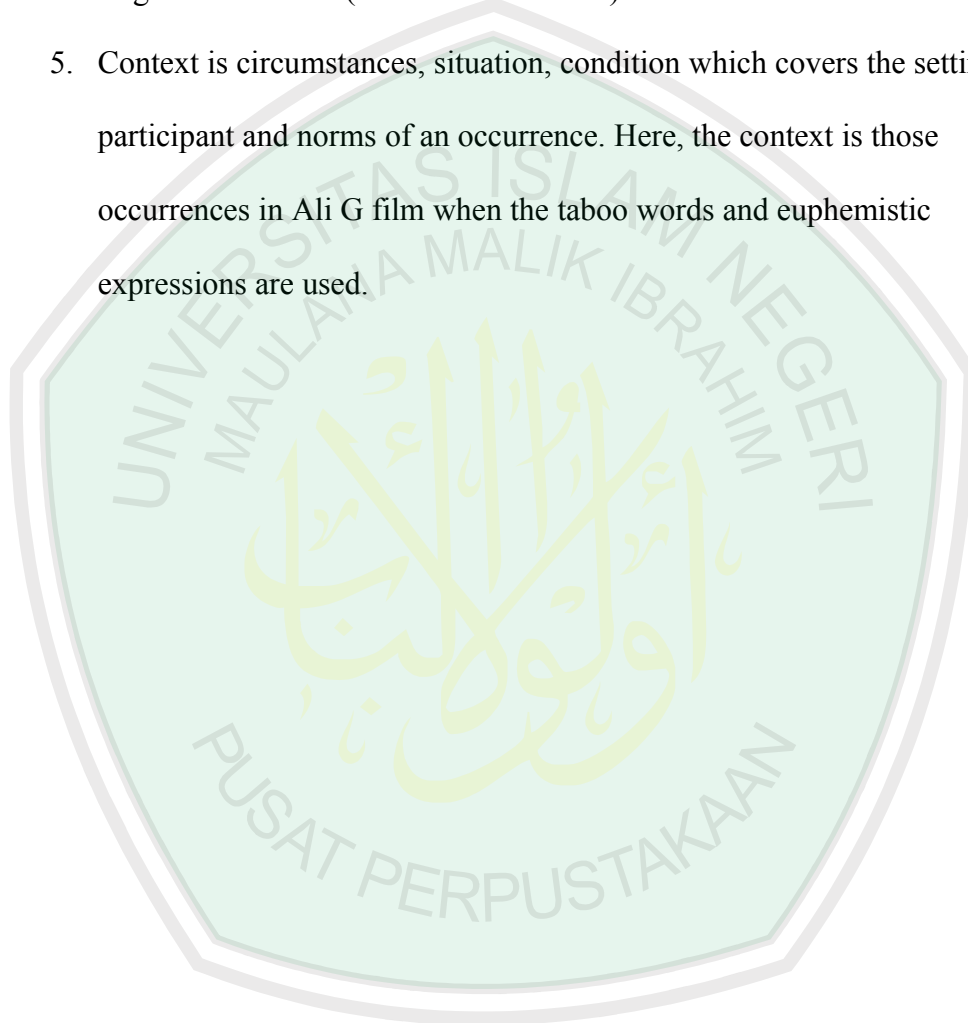 5. Context is circumstances, situation, condition which covers the
participant and norms of an occurrence. Here, the context is those
occurrences in Ali G film when the taboo words and euphemistic
expressions are used.
UNIVERSITAS ISLAM NEGERI
MAULANA MALIK IBRAHIM
أولو الألباب
PUSAT PERPUSTAKAAN